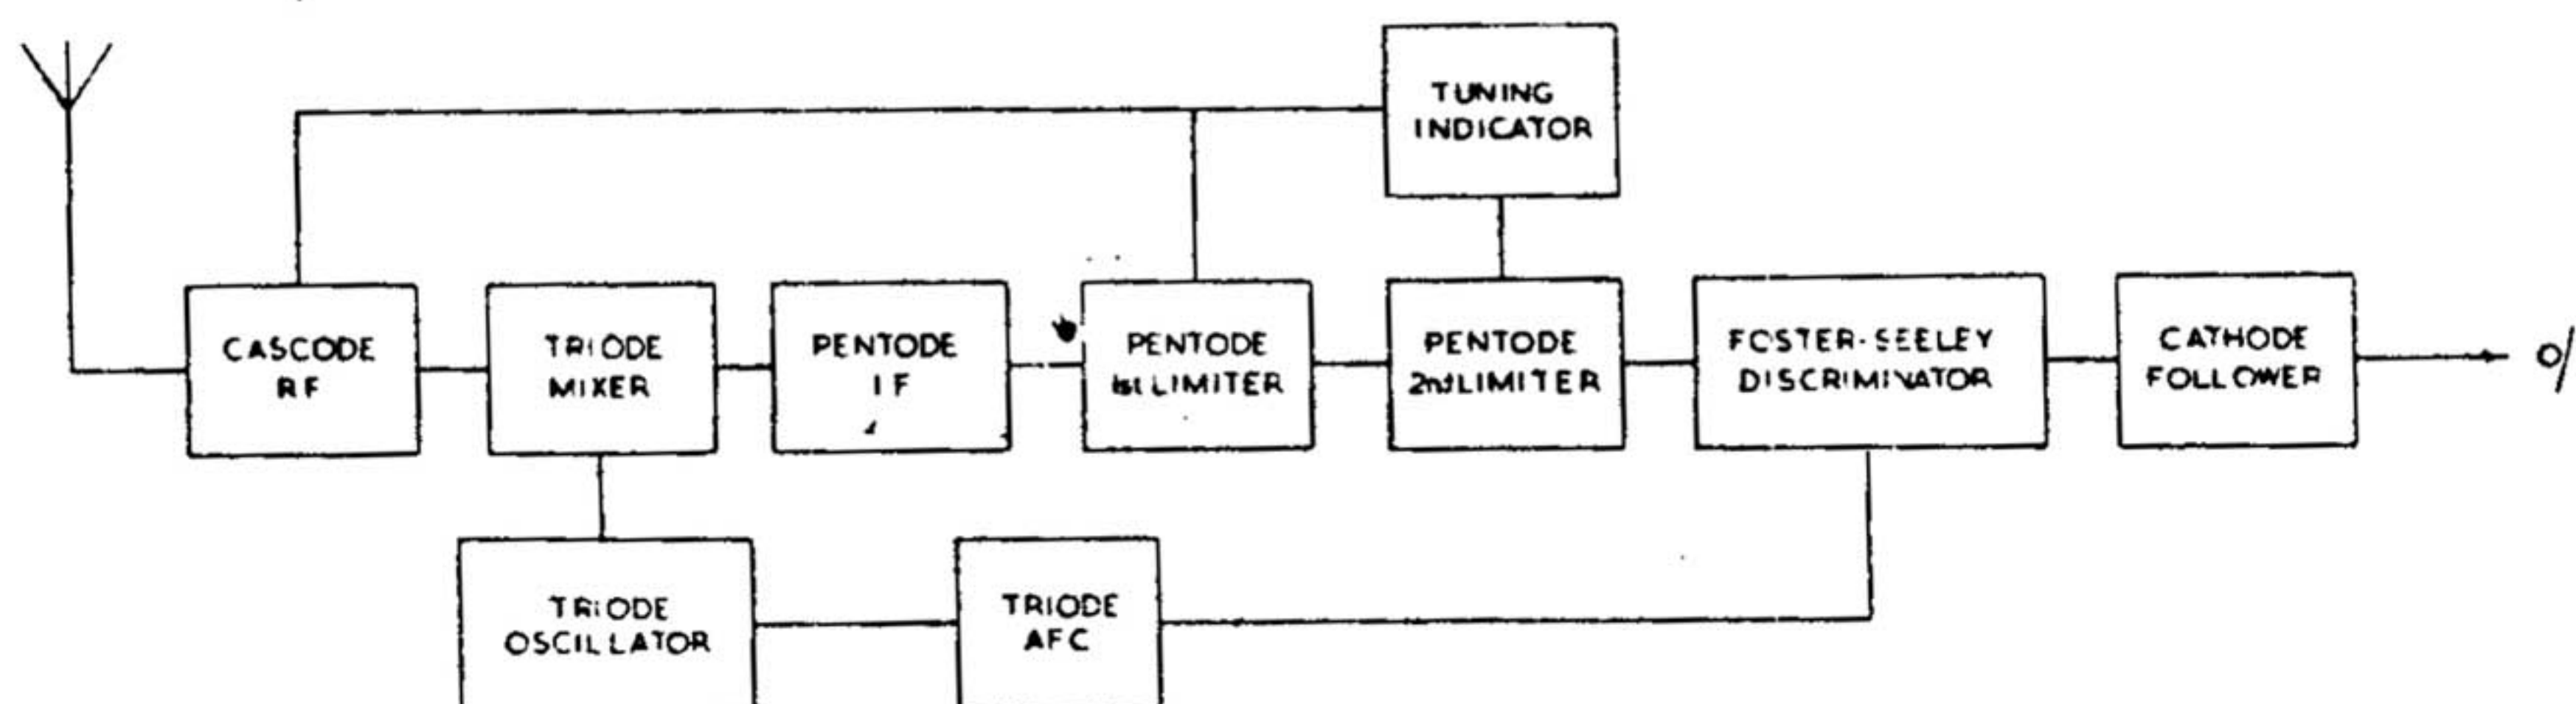 TUNING
INDICATOR
CASCODE
RF
TRIODE
MIXER
PENTODE
IF
PENTODE
1st LIMITER
PENTODE
2nd LIMITER
FOSTER-SEELEY
DISCRIMINATOR
CATHODE
FOLLOWER
O/
TRIODE
OSCILLATOR
TRIODE
AFC